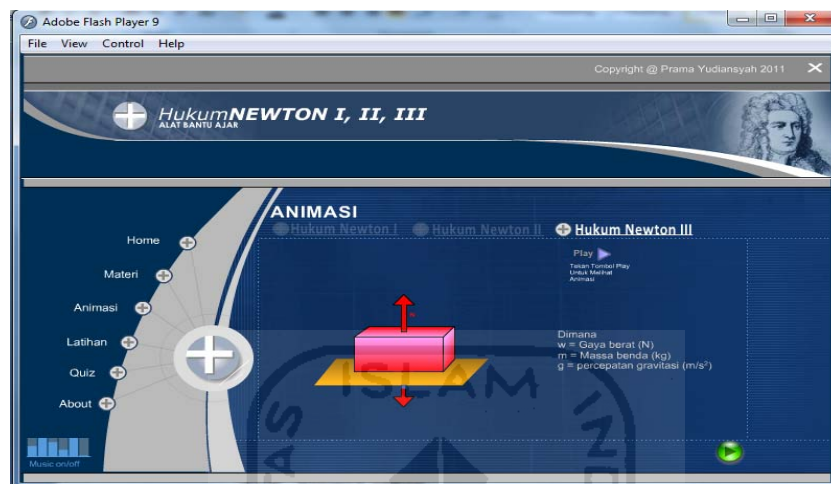 Adobe Flash Player 9
File View Control Help
Copyright @ Prama Yudiansyah 2011
HukumNEWTON I, II, III
ALAT BANTU AJAR
ANIMASI
Hukum Newton I Hukum Newton II Hukum Newton III
Home
Materi
Animasi
Latihan
Quiz
About
Music on/off
Play
Tekan Tombol Play
Untuk Melihat
Animasi
Dimana
w = Gaya berat (N)
m = Massa benda (kg)
g = percepatan gravitasi (m/s²)
ISLAM